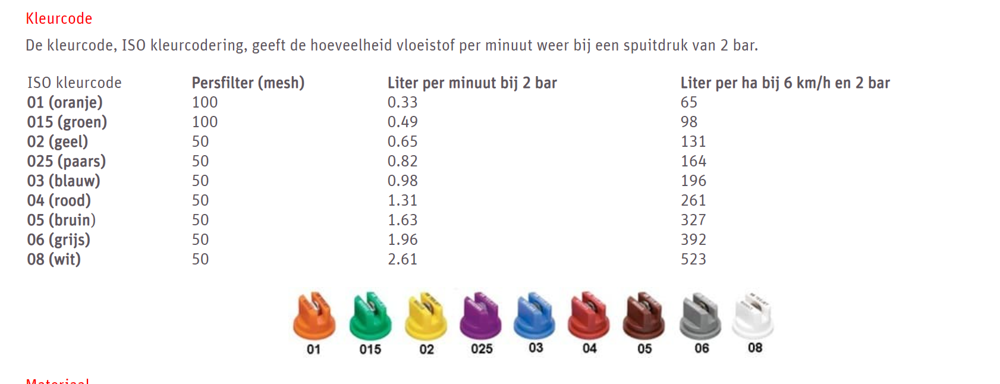 Kleurcode
De kleurcode, ISO kleurcodering, geeft de hoeveelheid vloeistof per minuut weer bij een spuitdruk van 2 bar.
ISO kleurcode Persfilter (mesh) Liter per minuut bij 2 bar Liter per ha bij 6 km/h en 2 bar
01 (oranje) 100 0.33 65
015 (groen) 100 0.49 98
02 (geel) 50 0.65 131
025 (paars) 50 0.82 164
03 (blauw) 50 0.98 196
04 (rood) 50 1.31 261
05 (bruin) 50 1.63 327
06 (grijs) 50 1.96 392
08 (wit) 50 2.61 523
01 015 02 025 03 04 05 06 08
Materiaal